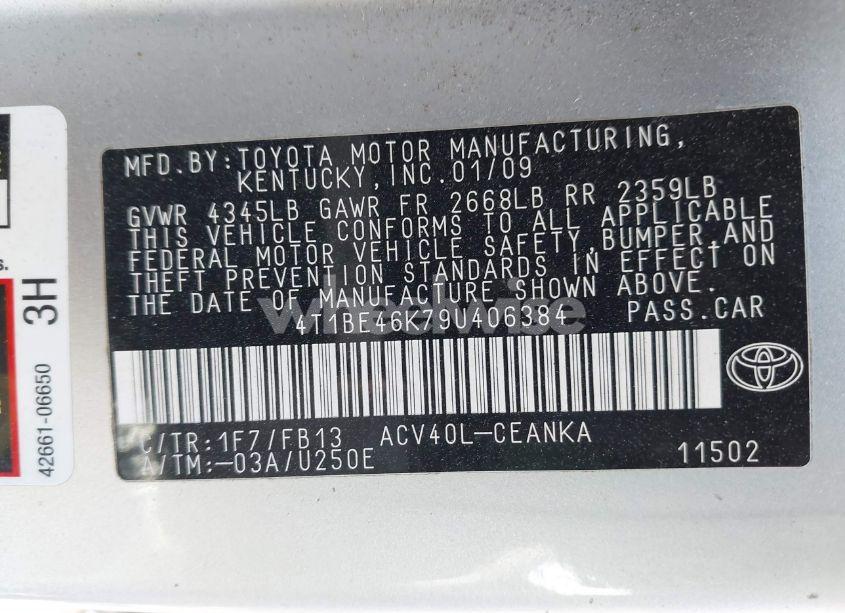 MFD.BY:TOYOTA MOTOR MANUFACTURING,
KENTUCKY,INC.01/09
GVWR 4345LB GAWR FR 2668LB RR 2359LB
THIS VEHICLE CONFORMS TO ALL APPLICABLE
FEDERAL MOTOR VEHICLE SAFETY,BUMPER,AND
THEFT PREVENTION STANDARDS IN EFFECT ON
THE DATE OF MANUFACTURE SHOWN ABOVE.
4T1BE46K79U406384 PASS.CAR
wheelwise
C/TR:1F7/FB13 ACV40L-CEANKA
A/TM:-03A/U250E 11502
3H
42661-06650
s.